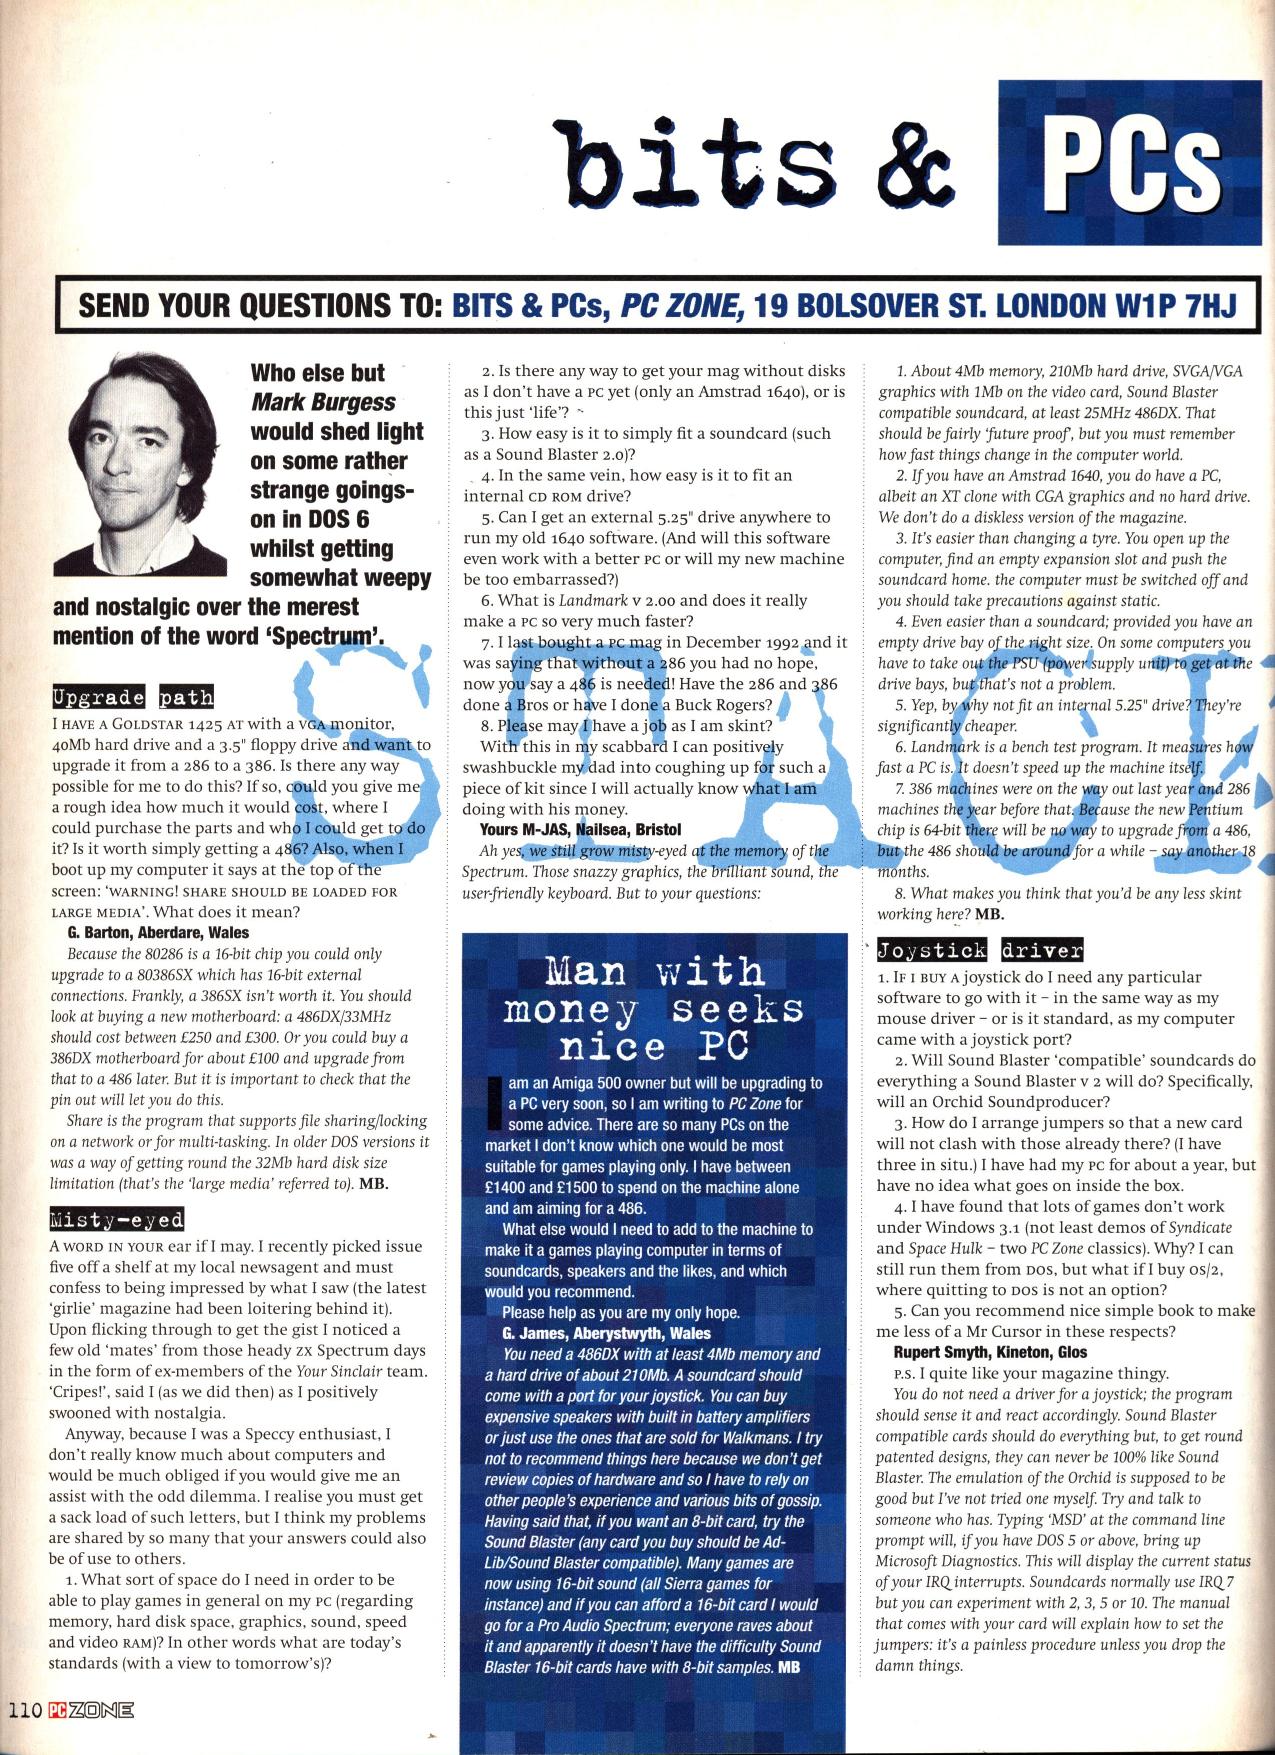 bits & PCs
SEND YOUR QUESTIONS TO: BITS & PCs, PC ZONE, 19 BOLSOVER ST. LONDON W1P 7HJ
Who else but
Mark Burgess
would shed light
on some rather
strange goings-
on in DOS 6
whilst getting
somewhat weepy
and nostalgic over the merest
mention of the word ‘Spectrum’.
Upgrade path
I HAVE A GOLDSTAR 1425 AT with a VGA monitor,
40Mb hard drive and a 3.5" floppy drive and want to
upgrade it from a 286 to a 386. Is there any way
possible for me to do this? If so, could you give me
a rough idea how much it would cost, where I
could purchase the parts and who I could get to do
it? Is it worth simply getting a 486? Also, when I
boot up my computer it says at the top of the
screen: ‘WARNING! SHARE SHOULD BE LOADED FOR
LARGE MEDIA’. What does it mean?
G. Barton, Aberdare, Wales
Because the 80286 is a 16-bit chip you could only
upgrade to a 80386SX which has 16-bit external
connections. Frankly, a 386SX isn’t worth it. You should
look at buying a new motherboard: a 486DX/33MHz
should cost between £250 and £300. Or you could buy a
386DX motherboard for about £100 and upgrade from
that to a 486 later. But it is important to check that the
pin out will let you do this.
Share is the program that supports file sharing/locking
on a network or for multi-tasking. In older DOS versions it
was a way of getting round the 32Mb hard disk size
limitation (that’s the ‘large media’ referred to). MB.
Misty-eyed
A WORD IN YOUR ear if I may. I recently picked issue
five off a shelf at my local newsagent and must
confess to being impressed by what I saw (the latest
‘girlie’ magazine had been loitering behind it).
Upon flicking through to get the gist I noticed a
few old ‘mates’ from those heady ZX Spectrum days
in the form of ex-members of the Your Sinclair team.
‘Cripes!’, said I (as we did then) as I positively
swooned with nostalgia.
Anyway, because I was a Speccy enthusiast, I
don’t really know much about computers and
would be much obliged if you would give me an
assist with the odd dilemma. I realise you must get
a sack load of such letters, but I think my problems
are shared by so many that your answers could also
be of use to others.
1. What sort of space do I need in order to be
able to play games in general on my PC (regarding
memory, hard disk space, graphics, sound, speed
and video RAM)? In other words what are today’s
standards (with a view to tomorrow’s)?
2. Is there any way to get your mag without disks
as I don’t have a PC yet (only an Amstrad 1640), or is
this just ‘life’?
3. How easy is it to simply fit a soundcard (such
as a Sound Blaster 2.0)?
4. In the same vein, how easy is it to fit an
internal CD ROM drive?
5. Can I get an external 5.25" drive anywhere to
run my old 1640 software. (And will this software
even work with a better PC or will my new machine
be too embarrassed?)
6. What is Landmark v 2.00 and does it really
make a PC so very much faster?
7. I last bought a PC mag in December 1992 and it
was saying that without a 286 you had no hope,
now you say a 486 is needed! Have the 286 and 386
done a Bros or have I done a Buck Rogers?
8. Please may I have a job as I am skint?
With this in my scabbard I can positively
swashbuckle my dad into coughing up for such a
piece of kit since I will actually know what I am
doing with his money.
Yours M-JAS, Nailsea, Bristol
Ah yes, we still grow misty-eyed at the memory of the
Spectrum. Those snazzy graphics, the brilliant sound, the
user-friendly keyboard. But to your questions:
Man with
money seeks
nice PC
I am an Amiga 500 owner but will be upgrading to
a PC very soon, so I am writing to PC Zone for
some advice. There are so many PCs on the
market I don’t know which one would be most
suitable for games playing only. I have between
£1400 and £1500 to spend on the machine alone
and am aiming for a 486.
What else would I need to add to the machine to
make it a games playing computer in terms of
soundcards, speakers and the likes, and which
would you recommend.
Please help as you are my only hope.
G. James, Aberystwyth, Wales
You need a 486DX with at least 4Mb memory and
a hard drive of about 210Mb. A soundcard should
come with a port for your joystick. You can buy
expensive speakers with built in battery amplifiers
or just use the ones that are sold for Walkmans. I try
not to recommend things here because we don’t get
review copies of hardware and so I have to rely on
other people’s experience and various bits of gossip.
Having said that, if you want an 8-bit card, try the
Sound Blaster (any card you buy should be Ad-
Lib/Sound Blaster compatible). Many games are
now using 16-bit sound (all Sierra games for
instance) and if you can afford a 16-bit card I would
go for a Pro Audio Spectrum; everyone raves about
it and apparently it doesn’t have the difficulty Sound
Blaster 16-bit cards have with 8-bit samples. MB
1. About 4Mb memory, 210Mb hard drive, SVGA/VGA
graphics with 1Mb on the video card, Sound Blaster
compatible soundcard, at least 25MHz 486DX. That
should be fairly ‘future proof’, but you must remember
how fast things change in the computer world.
2. If you have an Amstrad 1640, you do have a PC,
albeit an XT clone with CGA graphics and no hard drive.
We don’t do a diskless version of the magazine.
3. It’s easier than changing a tyre. You open up the
computer, find an empty expansion slot and push the
soundcard home. the computer must be switched off and
you should take precautions against static.
4. Even easier than a soundcard; provided you have an
empty drive bay of the right size. On some computers you
have to take out the PSU (power supply unit) to get at the
drive bays, but that’s not a problem.
5. Yep, by why not fit an internal 5.25" drive? They’re
significantly cheaper.
6. Landmark is a bench test program. It measures how
fast a PC is. It doesn’t speed up the machine itself.
7. 386 machines were on the way out last year and 286
machines the year before that. Because the new Pentium
chip is 64-bit there will be no way to upgrade from a 486,
but the 486 should be around for a while – say another 18
months.
8. What makes you think that you’d be any less skint
working here? MB.
Joystick driver
1. IF I BUY A joystick do I need any particular
software to go with it – in the same way as my
mouse driver – or is it standard, as my computer
came with a joystick port?
2. Will Sound Blaster ‘compatible’ soundcards do
everything a Sound Blaster v 2 will do? Specifically,
will an Orchid Soundproducer?
3. How do I arrange jumpers so that a new card
will not clash with those already there? (I have
three in situ.) I have had my PC for about a year, but
have no idea what goes on inside the box.
4. I have found that lots of games don’t work
under Windows 3.1 (not least demos of Syndicate
and Space Hulk – two PC Zone classics). Why? I can
still run them from DOS, but what if I buy OS/2,
where quitting to DOS is not an option?
5. Can you recommend nice simple book to make
me less of a Mr Cursor in these respects?
Rupert Smyth, Kineton, Glos
P.S. I quite like your magazine thingy.
You do not need a driver for a joystick; the program
should sense it and react accordingly. Sound Blaster
compatible cards should do everything but, to get round
patented designs, they can never be 100% like Sound
Blaster. The emulation of the Orchid is supposed to be
good but I’ve not tried one myself. Try and talk to
someone who has. Typing ‘MSD’ at the command line
prompt will, if you have DOS 5 or above, bring up
Microsoft Diagnostics. This will display the current status
of your IRQ interrupts. Soundcards normally use IRQ 7
but you can experiment with 2, 3, 5 or 10. The manual
that comes with your card will explain how to set the
jumpers: it’s a painless procedure unless you drop the
damn things.
STAC
110 PC ZONE